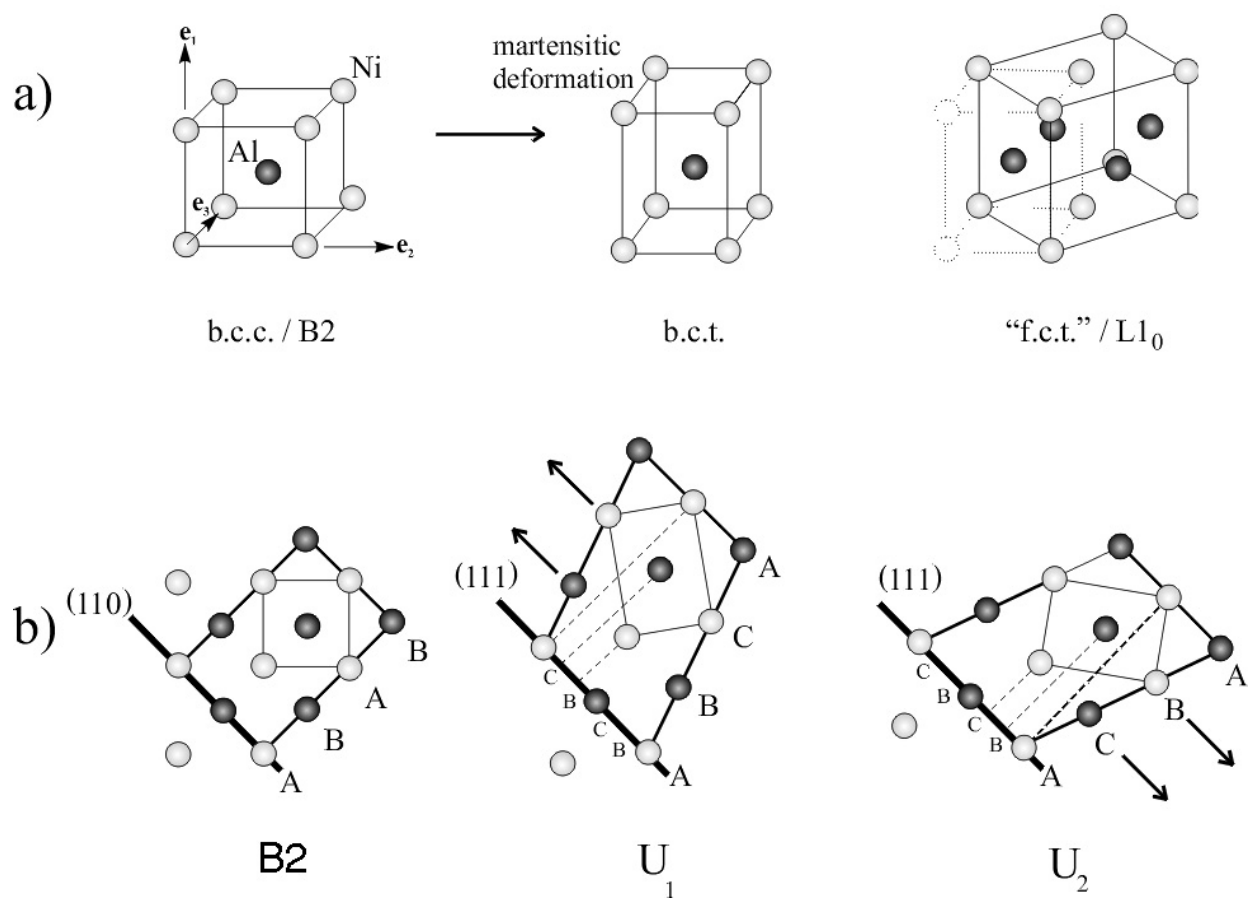 a)
e₁
Ni
Al
e₃
e₂
martensitic
deformation
b.c.c. / B2
b.c.t.
“f.c.t.” / L1₀
b)
(110)
B
A
B
A
B2
(111)
A
C
B
A
C
B
C
B
U₁
(111)
A
B
C
A
C
B
C
B
U₂